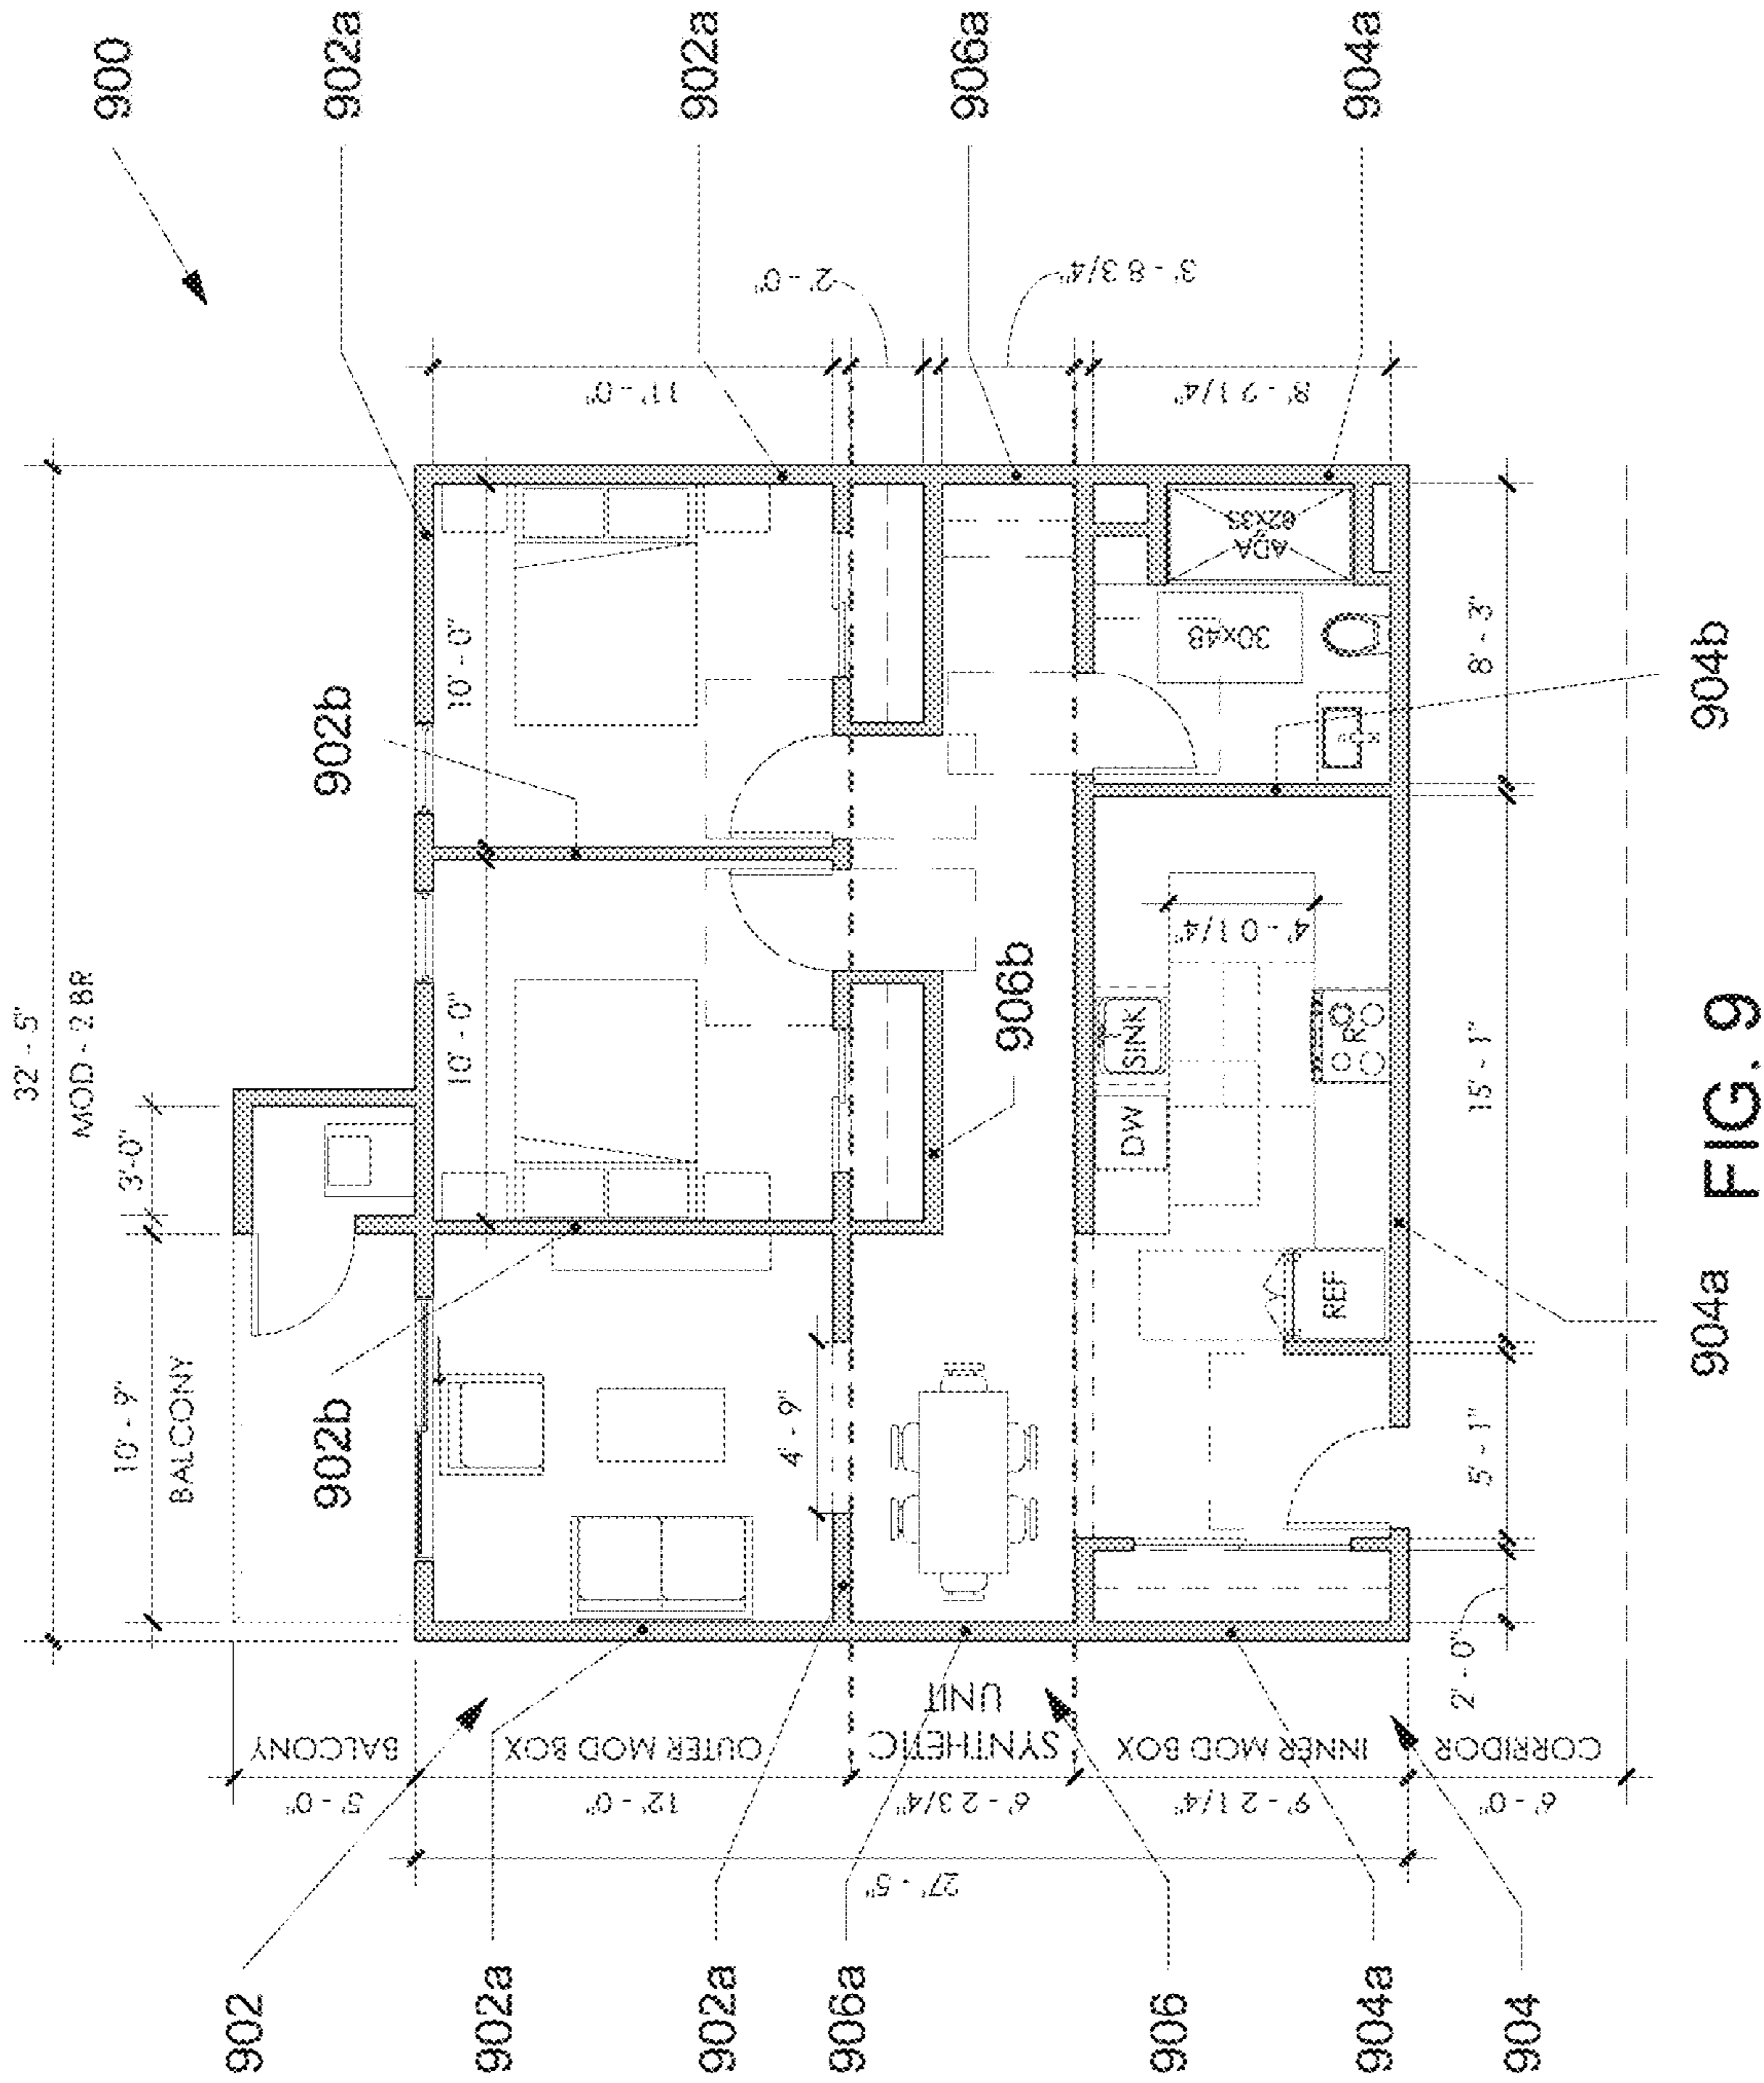 900
902a
902a
906a
904a
32' - 5"
MOD - 2 BR
3'-0"
10' - 9"
BALCONY
902b
902b
10' - 0"
10' - 0"
11' - 0"
2' - 0"
3' - 8 3/4"
8' - 2 1/4"
4' - 9"
906b
ADA
62x35
30x48
SINK
DW
R
REF
4' - 0 1/4"
8' - 3"
15' - 1"
5' - 1"
2' - 0"
904b
904a
BALCONY
5' - 0"
OUTER MOD BOX
12' - 0"
SYNTHETIC
UNIT
6' - 2 3/4"
INNER MOD BOX
9' - 2 1/4"
CORRIDOR
6' - 0"
27' - 5"
902
902a
902a
906a
906
904a
904
FIG. 9